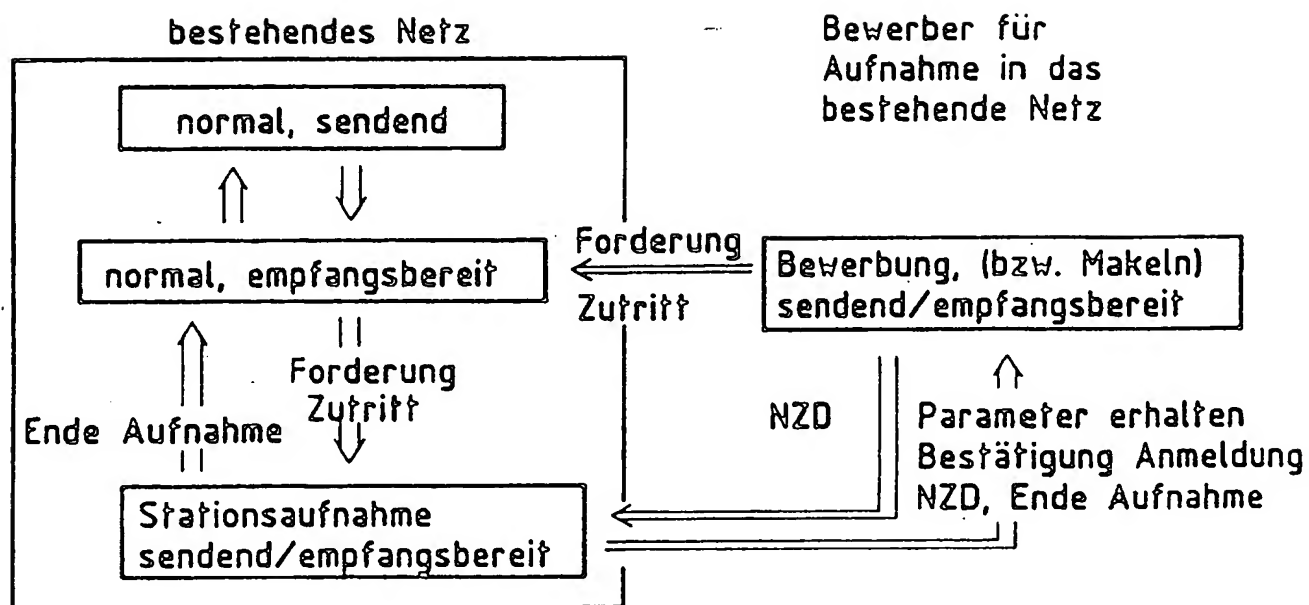 bestehendes Netz
Bewerber für
Aufnahme in das
bestehende Netz
normal, sendend
normal, empfangsbereit
Forderung
Zutritt
Bewerbung, (bzw. Makeln)
sendend/empfangsbereit
Forderung
Zutritt
Ende Aufnahme
NZD
Parameter erhalten
Bestätigung Anmeldung
NZD, Ende Aufnahme
Stationsaufnahme
sendend/empfangsbereit